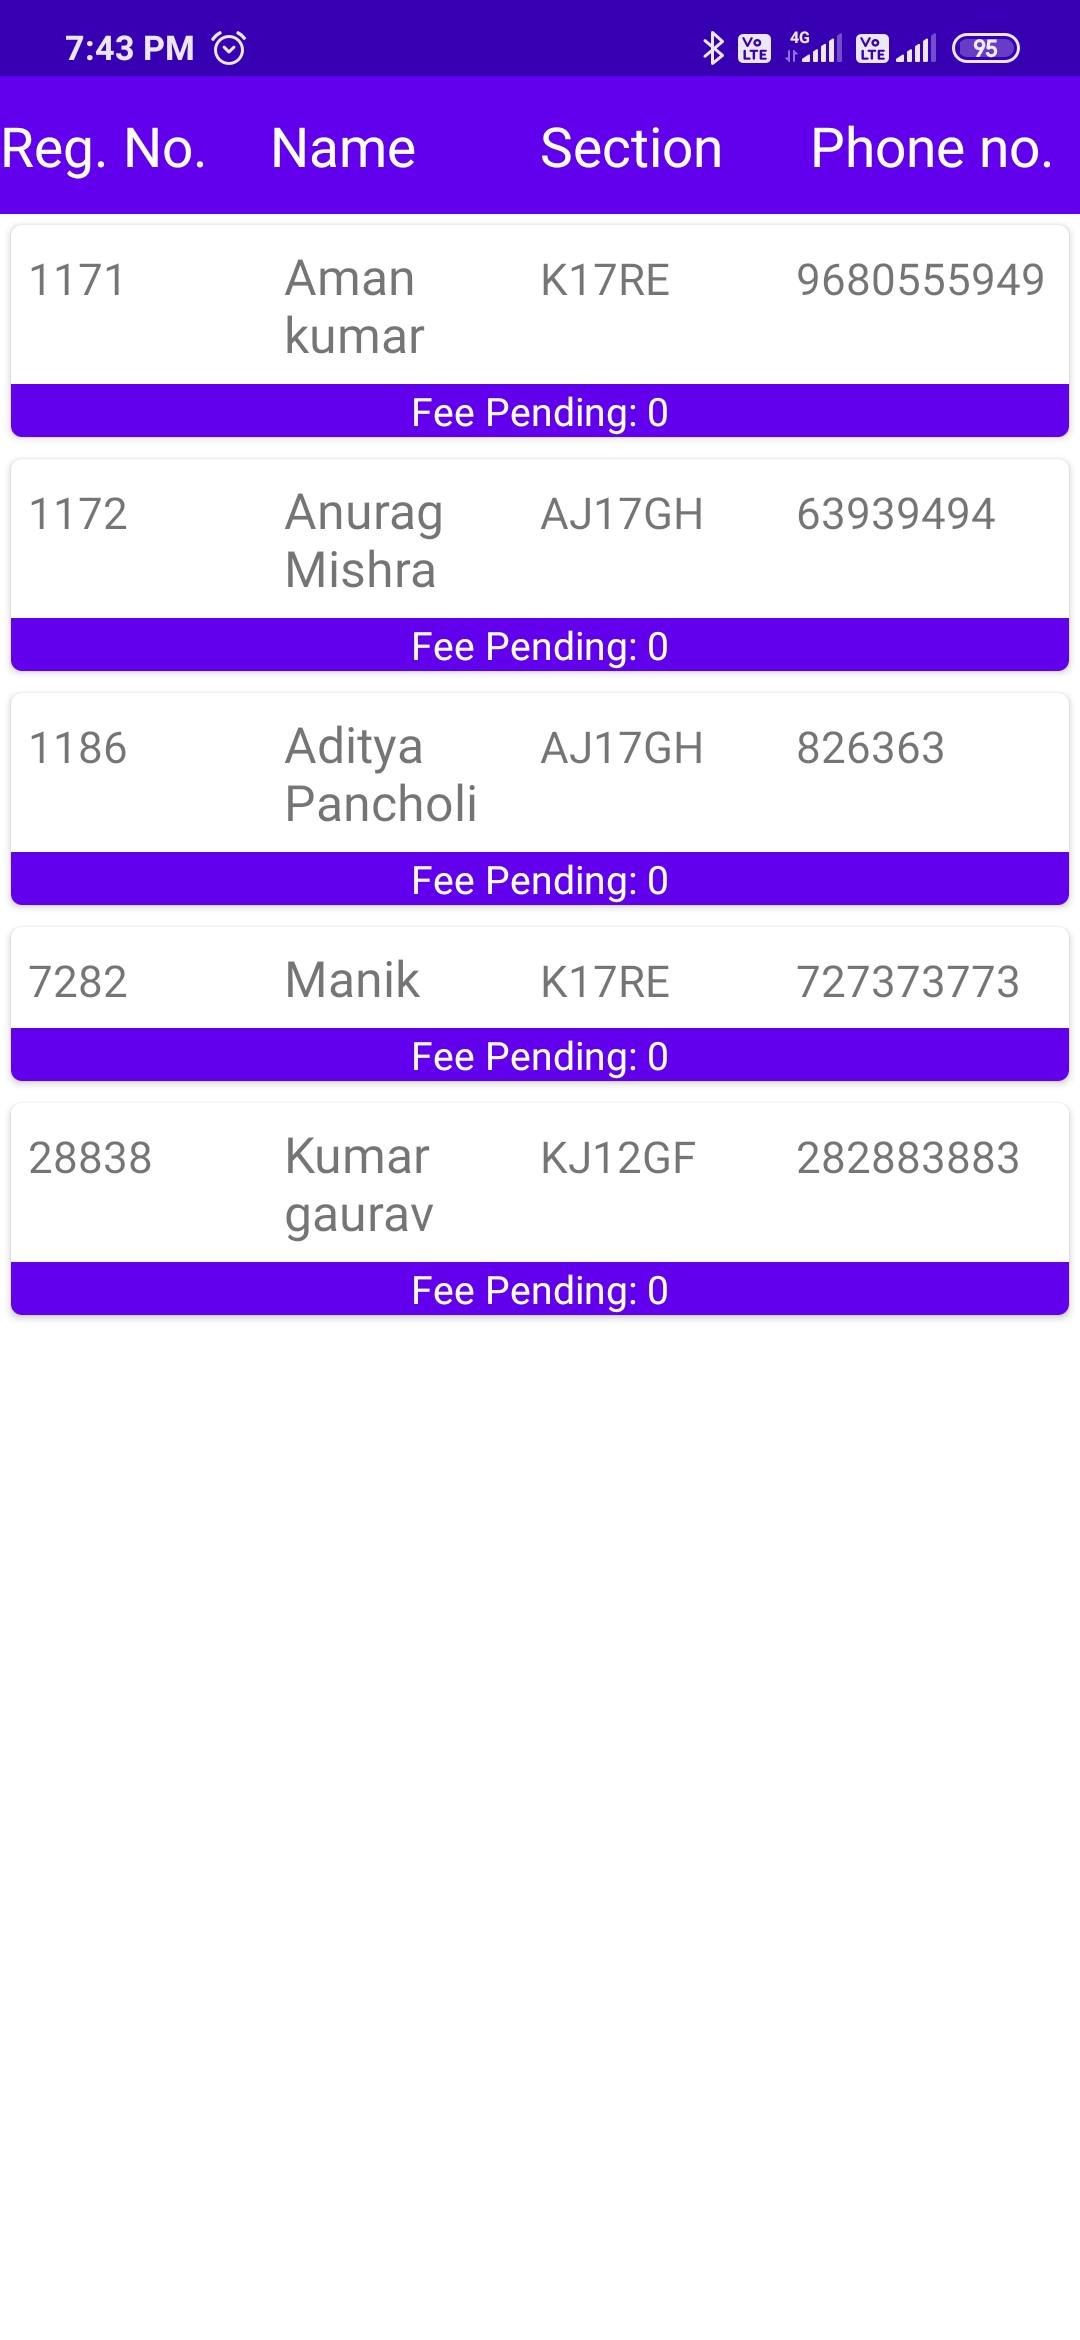 7:43 PM Vo LTE 4G Vo LTE 95
Reg. No. Name Section Phone no.
1171 Aman K17RE 9680555949
kumar
Fee Pending: 0
1172 Anurag AJ17GH 63939494
Mishra
Fee Pending: 0
1186 Aditya AJ17GH 826363
Pancholi
Fee Pending: 0
7282 Manik K17RE 727373773
Fee Pending: 0
28838 Kumar KJ12GF 282883883
gaurav
Fee Pending: 0